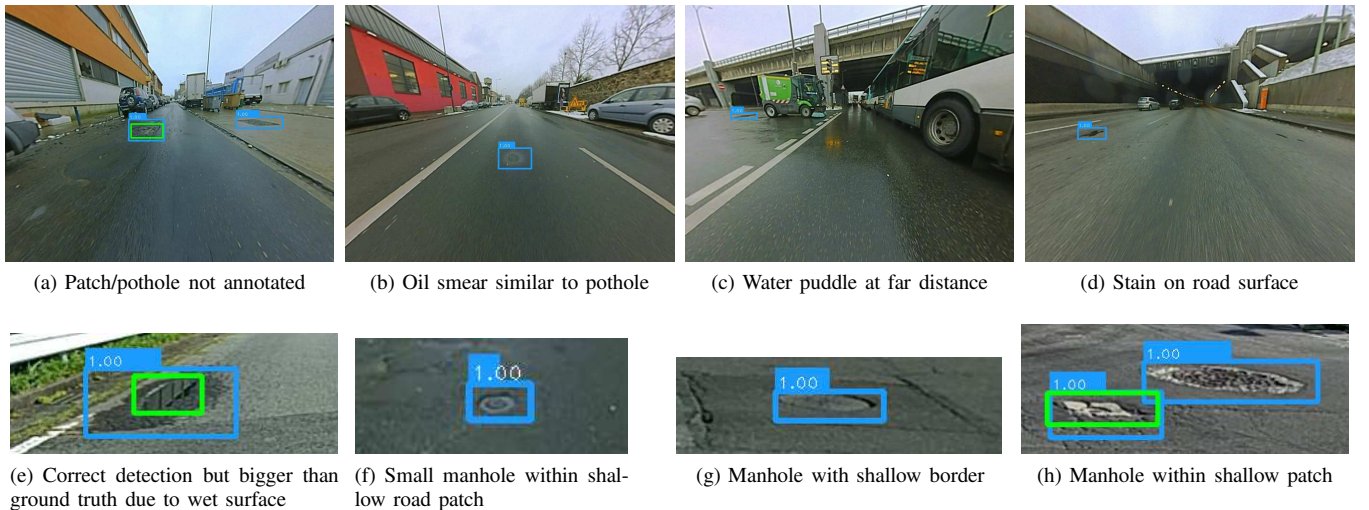 (a) Patch/pothole not annotated
(b) Oil smear similar to pothole
(c) Water puddle at far distance
(d) Stain on road surface
1.00
1.00
1.00
1.00
1.00
(e) Correct detection but bigger than
ground truth due to wet surface
(f) Small manhole within shal-
low road patch
(g) Manhole with shallow border
(h) Manhole within shallow patch